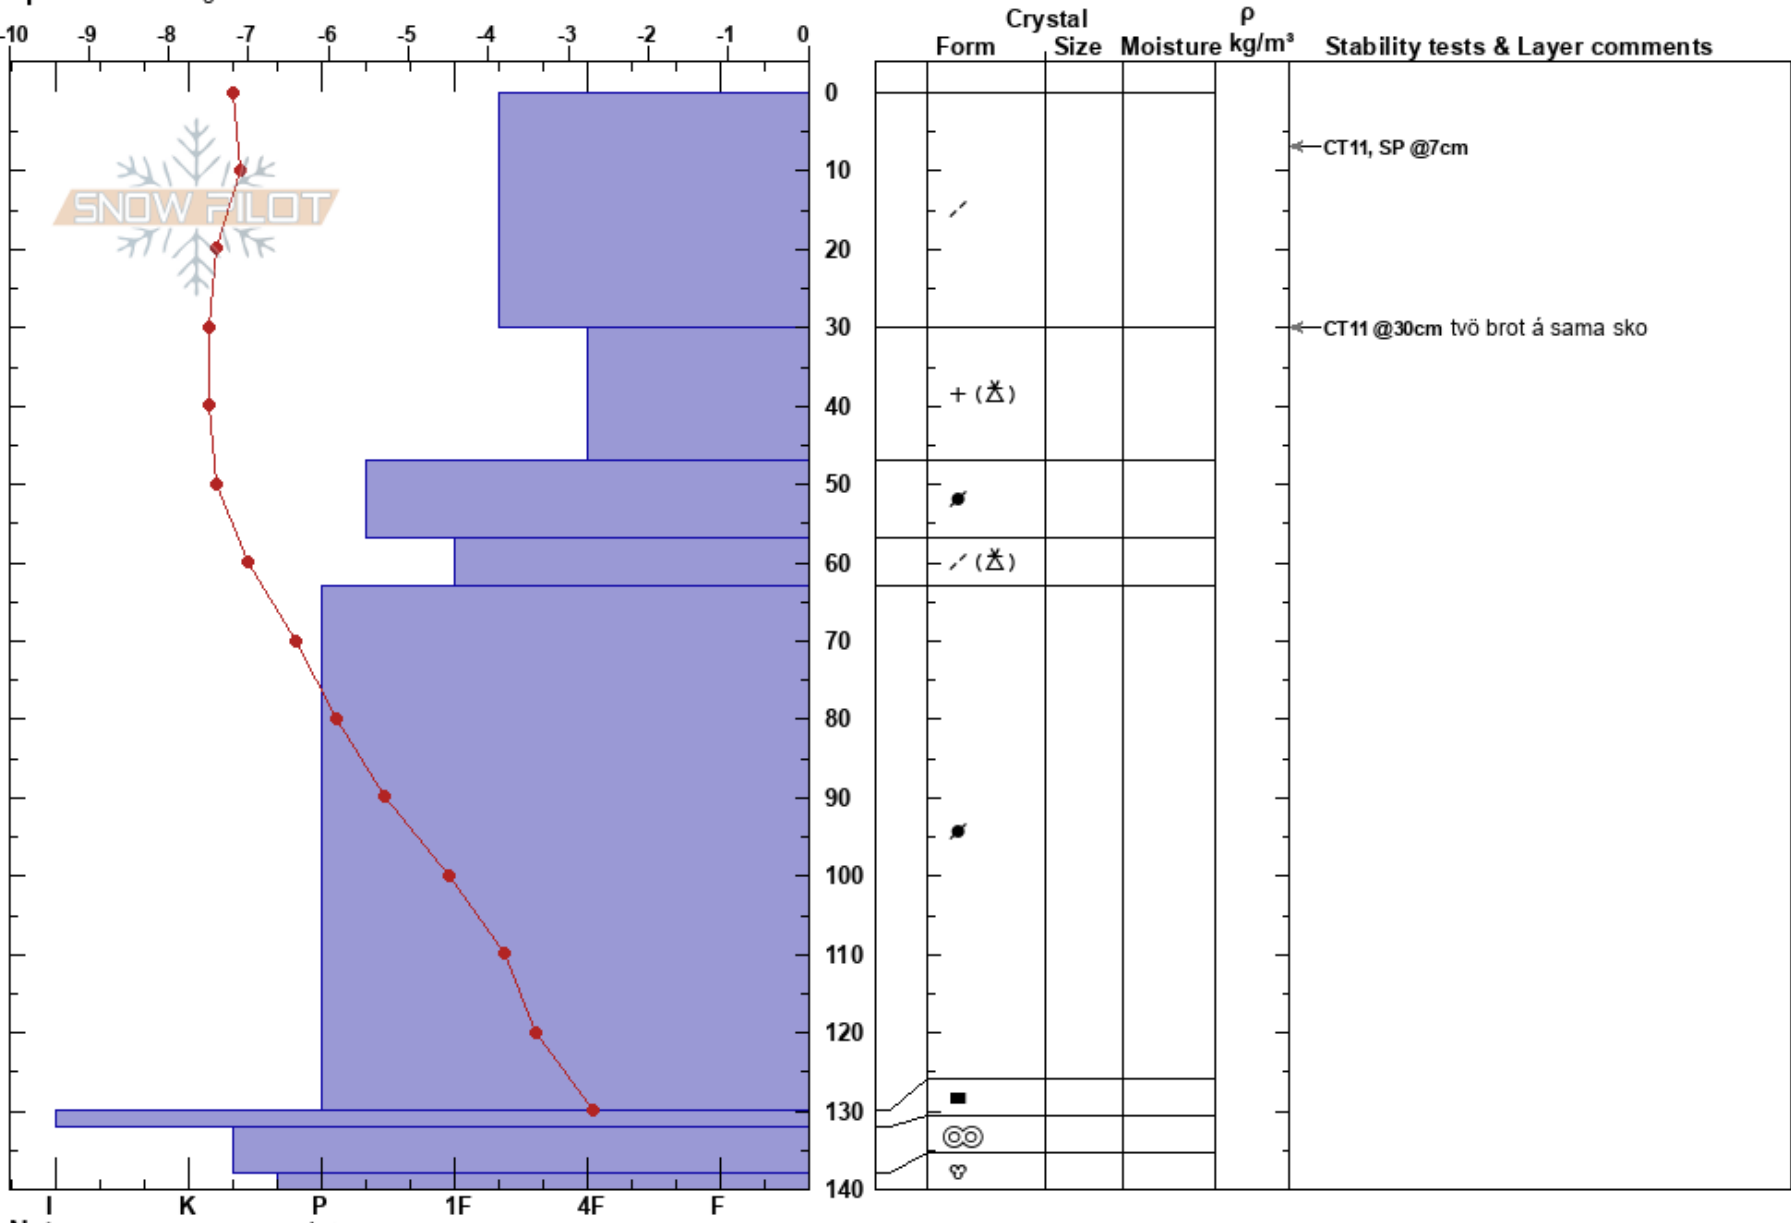 Crystal ρ
-10 -9 -8 -7 -6 -5 -4 -3 -2 -1 0 Form Size Moisture kg/m³ Stability tests & Layer comments
0
CT11, SP @7cm
10
SNOW PILOT
20
30 CT11 @30cm tvö brot á sama sko
40
50
60
70
80
90
100
110
120
130
140
I K P 1F 4F F